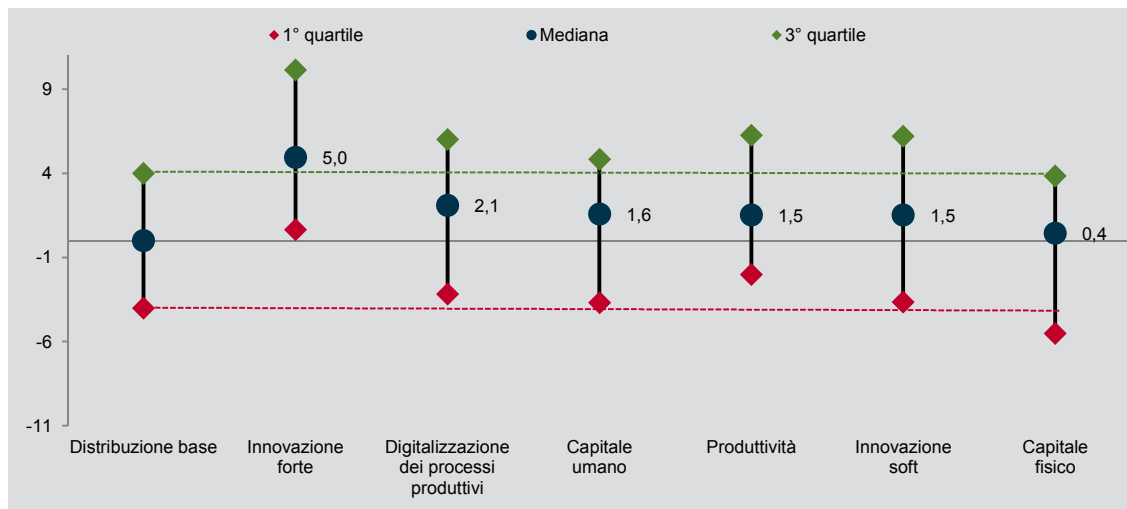 1° quartile Mediana 3° quartile
9
4
-1
-6
-11
5,0
2,1
1,6
1,5
1,5
0,4
Distribuzione base
Innovazione
forte
Digitalizzazione
dei processi
produttivi
Capitale
umano
Produttività
Innovazione
soft
Capitale
fisico